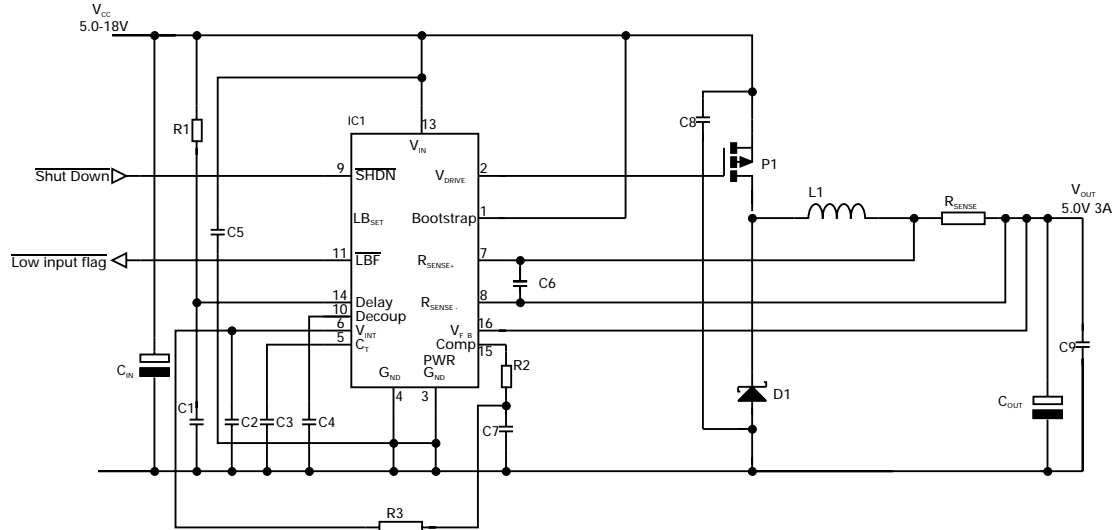 VCC
5.0-18V
IC1
13
VIN
R1
C8
P1
Shut Down
9
SHDN
VDRIVE
2
L1
VOUT
5.0V 3A
RSENSE
LBSET
Bootstrap
1
C5
Low input flag
11
LBF
RSENSE+
7
C6
14
Delay
RSENSE-
8
10
Decoup
6
VINT
VFB
16
5
CT
Comp
15
C9
PWR
R2
CIN
GND
GND
D1
4
3
COUT
C1
C2
C3
C4
C7
R3